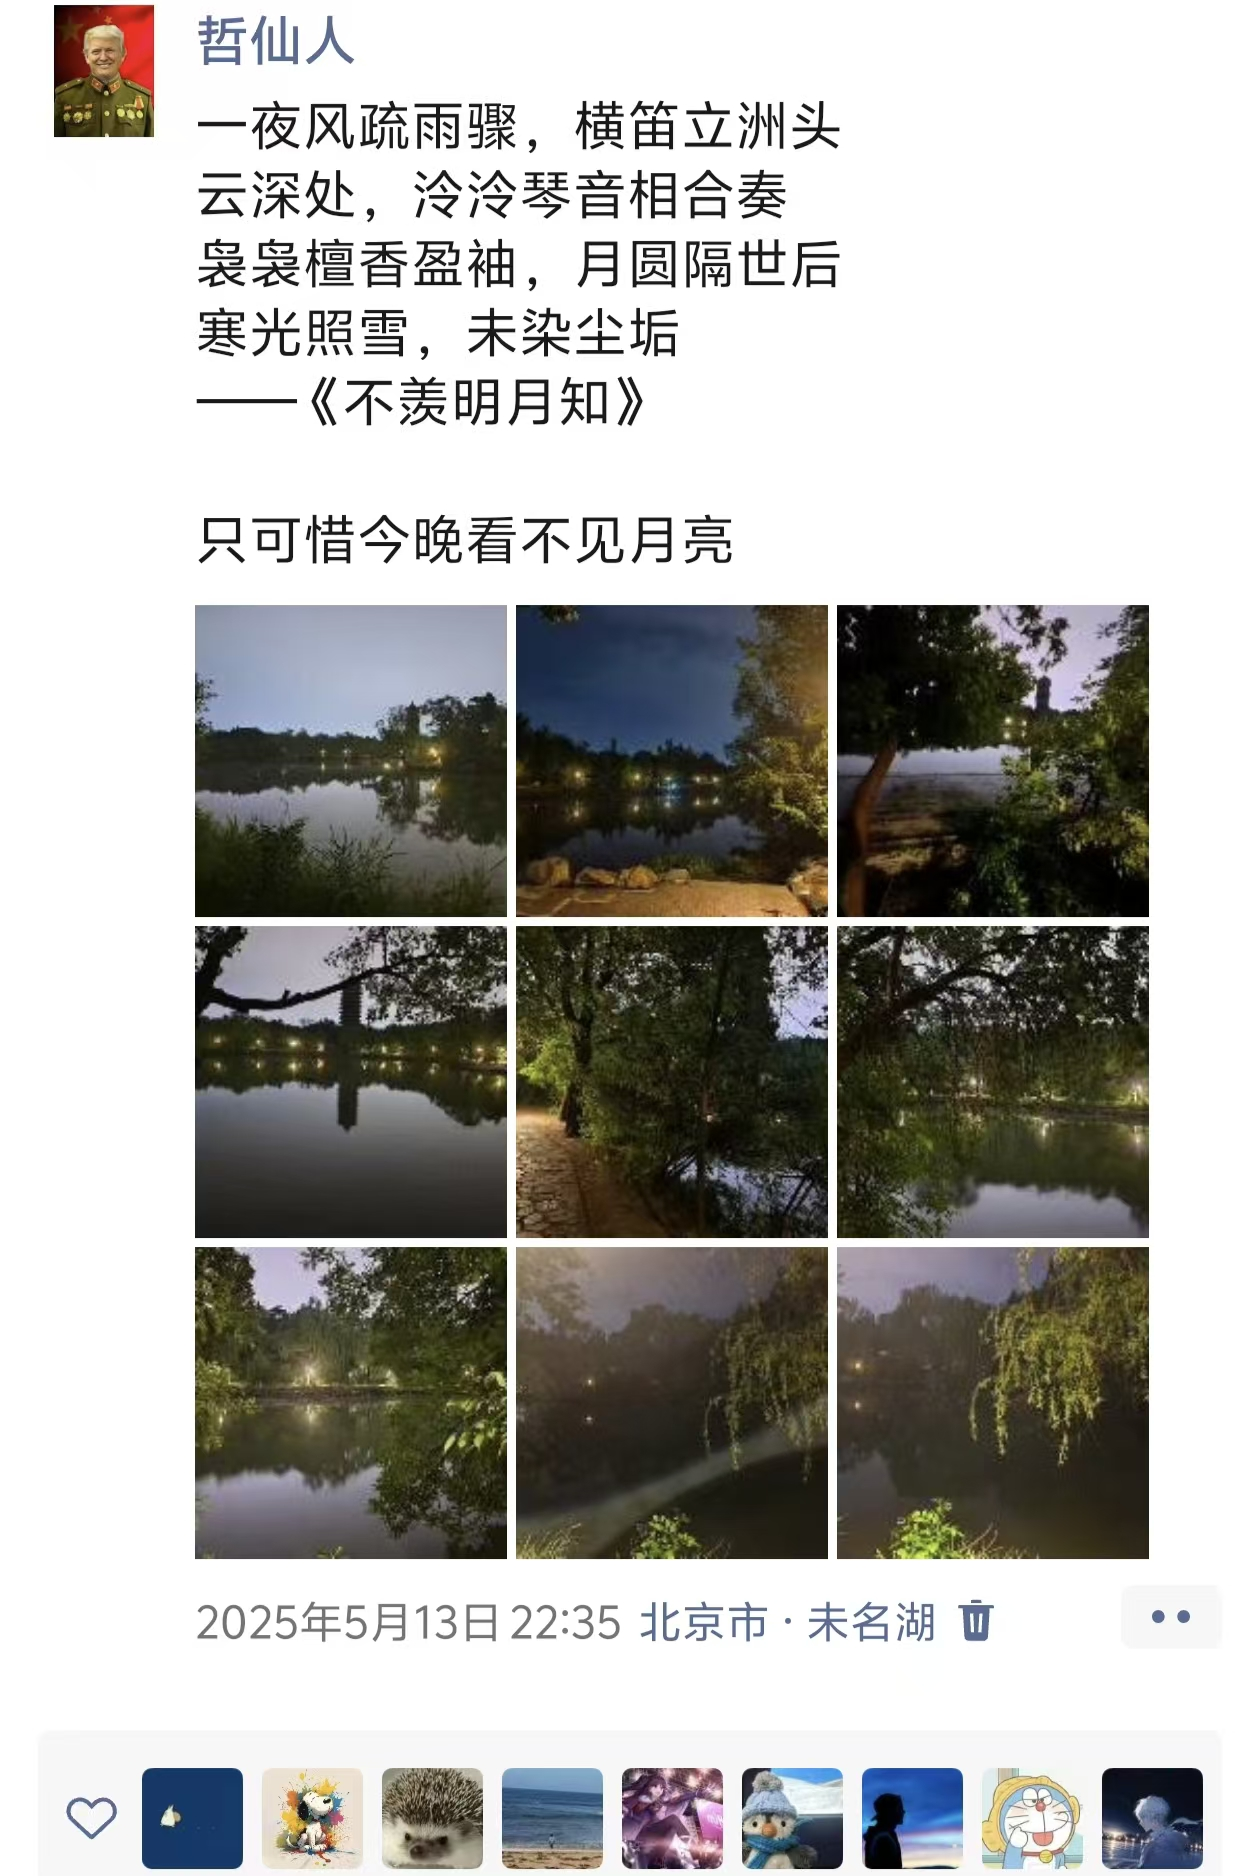 哲仙人
一夜风疏雨骤，横笛立洲头
云深处，泠泠琴音相合奏
袅袅檀香盈袖，月圆隔世后
寒光照雪，未染尘垢
——《不羡明月知》
只可惜今晚看不见月亮
2025年5月13日 22:35 北京市 · 未名湖